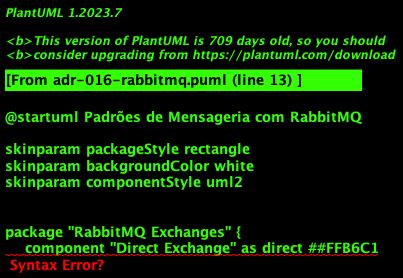 PlantUML 1.2023.7
<b>This version of PlantUML is 709 days old, so you should
<b>consider upgrading from https://plantuml.com/download
[From adr-016-rabbitmq.puml (line 13) ]
@startuml Padrões de Mensageria com RabbitMQ
skinparam packageStyle rectangle
skinparam backgroundColor white
skinparam componentStyle uml2
package "RabbitMQ Exchanges" {
component "Direct Exchange" as direct ##FFB6C1
Syntax Error?